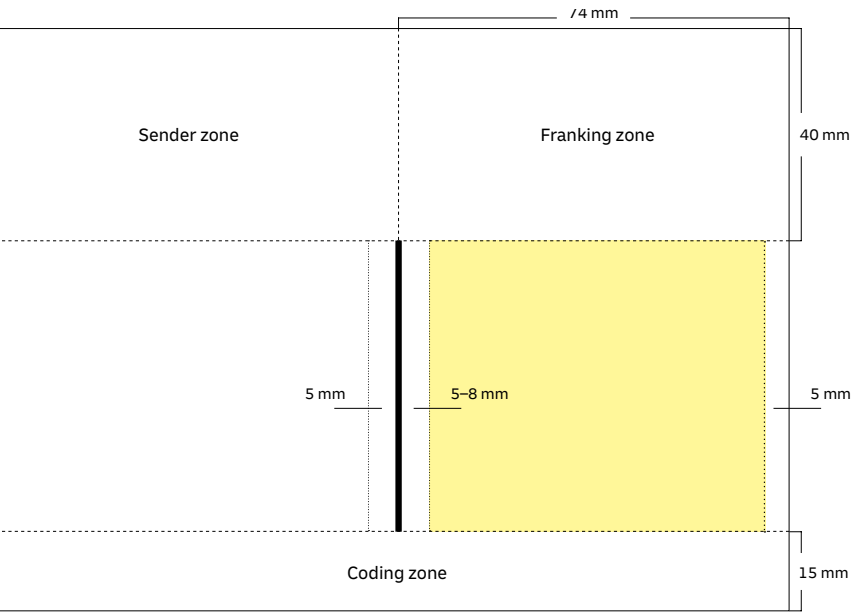 74 mm
Sender zone
Franking zone
40 mm
5 mm
5–8 mm
5 mm
Coding zone
15 mm